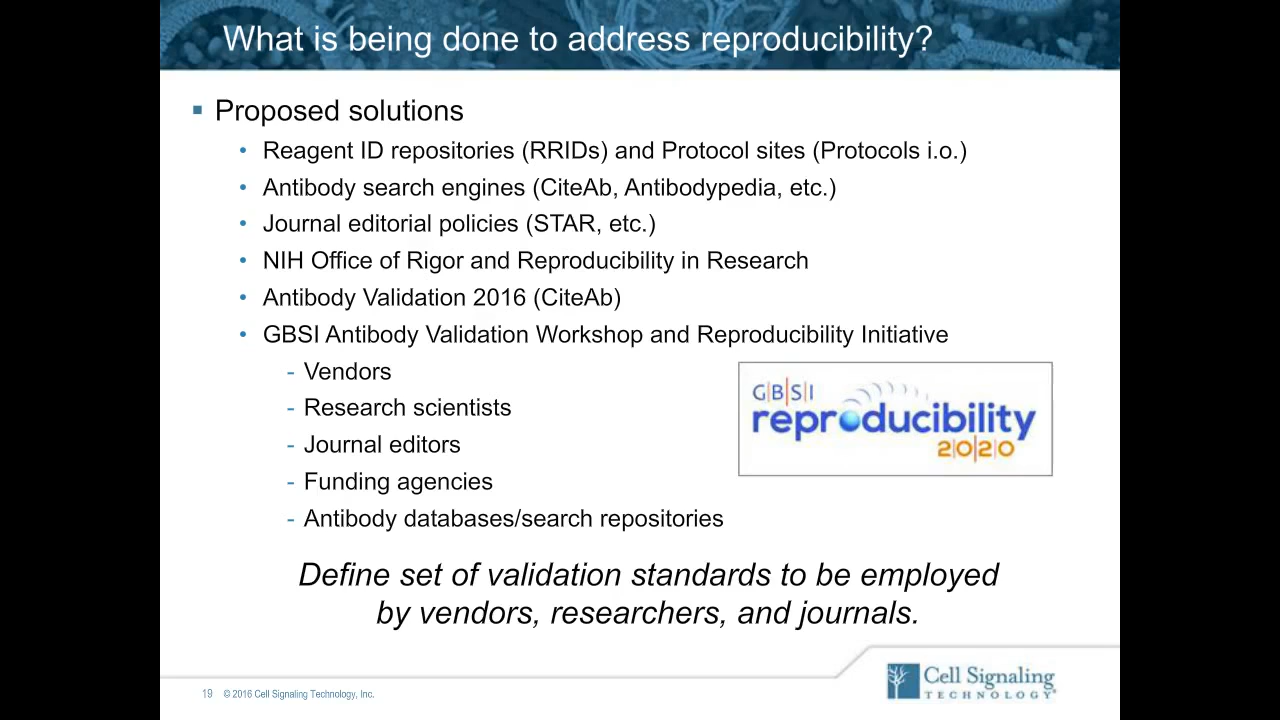 What is being done to address reproducibility?
▪ Proposed solutions
• Reagent ID repositories (RRIDs) and Protocol sites (Protocols i.o.)
• Antibody search engines (CiteAb, Antibodypedia, etc.)
• Journal editorial policies (STAR, etc.)
• NIH Office of Rigor and Reproducibility in Research
• Antibody Validation 2016 (CiteAb)
• GBSI Antibody Validation Workshop and Reproducibility Initiative
- Vendors
- Research scientists
- Journal editors
- Funding agencies
- Antibody databases/search repositories
G|B|S|I
reproducibility
2|0|2|0
Define set of validation standards to be employed
by vendors, researchers, and journals.
19 © 2016 Cell Signaling Technology, Inc.
Cell Signaling
TECHNOLOGY®